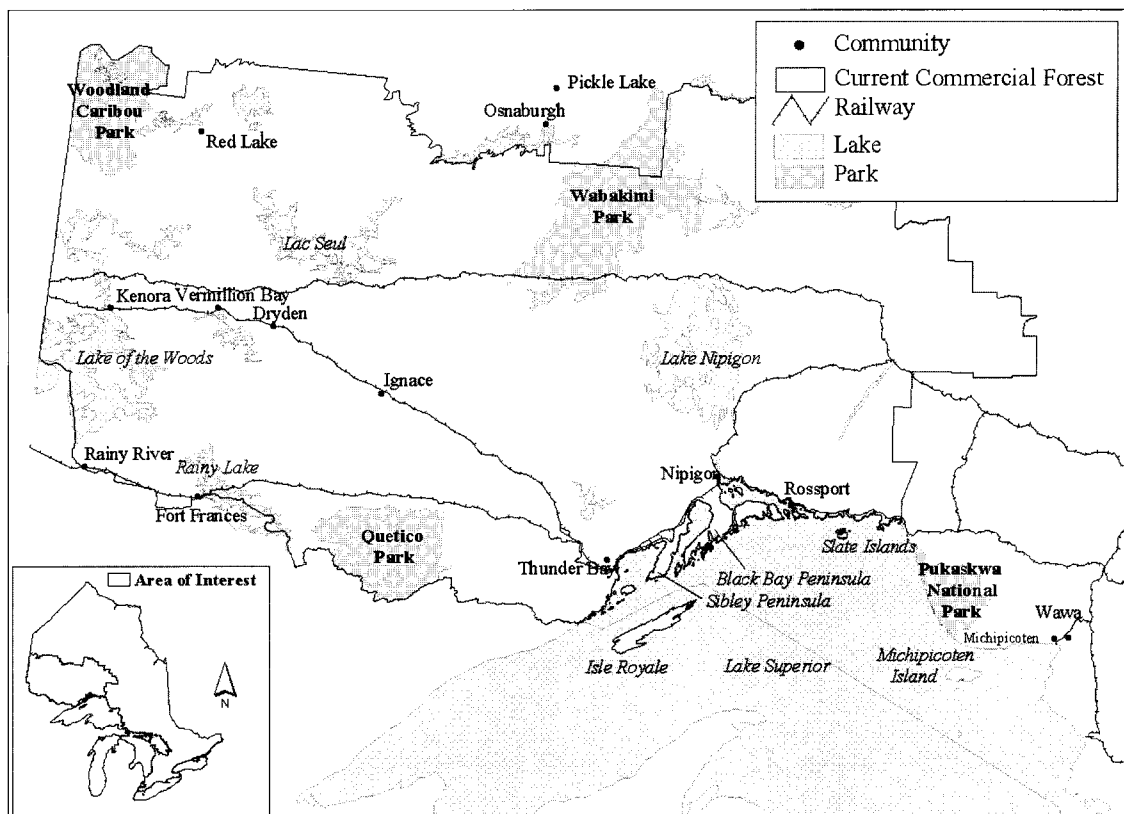 Community
Current Commercial Forest
Railway
Lake
Park
Pickle Lake
Osnaburgh
Woodland
Caribou
Park
Red Lake
Wabakimi
Park
Lac Seul
Kenora
Vermillion Bay
Dryden
Lake of the Woods
Lake Nipigon
Ignace
Rainy River
Rainy Lake
Nipigon
Rossport
Fort Frances
Quetico
Park
Slate Islands
Thunder Bay
Black Bay Peninsula
Sibley Peninsula
Pukaskwa
National
Park
Wawa
Michipicoten
Isle Royale
Lake Superior
Michipicoten
Island
Area of Interest
N